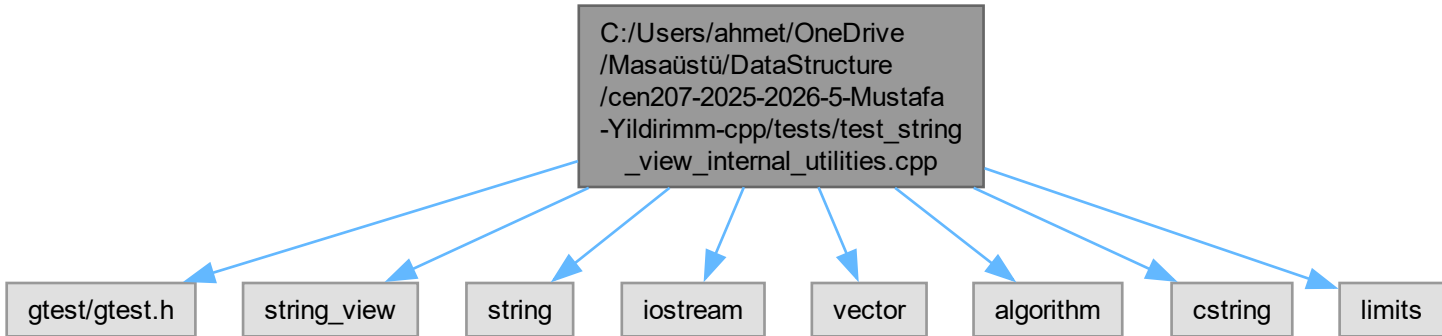 C:/Users/ahmet/OneDrive
/Masaüstü/DataStructure
/cen207-2025-2026-5-Mustafa
-Yildirimm-cpp/tests/test_string
_view_internal_utilities.cpp
gtest/gtest.h
string_view
string
iostream
vector
algorithm
cstring
limits